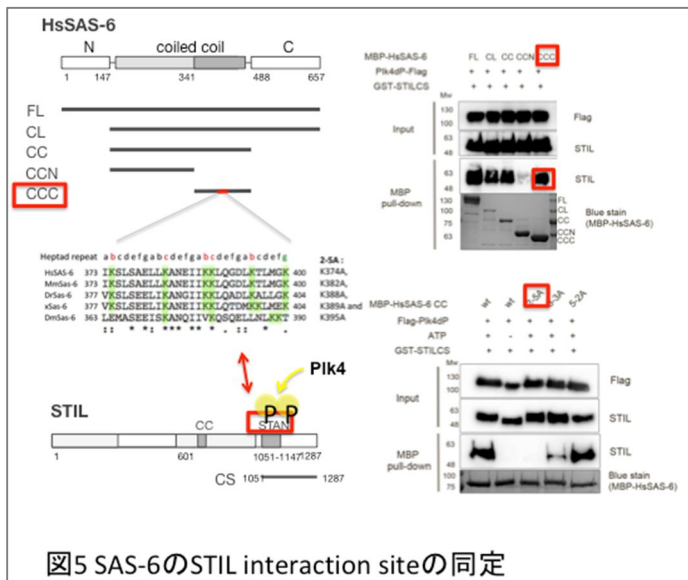 HsSAS-6
N coiled coil C
1 147 341 488 657
FL
CL
CC
CCN
CCC
Heptad repeat a b c d e f g a b c d e f g a b c d e f g a b c d e f g 2-5A :
HsSAS-6 373 IKSLSAELLKANEIIKKLQGDLKTLMGK 400 K374A,
MmSAS-6 373 400 K382A,
DrSAS-6 377 K388A,
xSas-6 377 K389A and
DmSas-6 363 390 K395A
Plk4
P P
STIL
CC STAN
1 601 1051-1147 1287
CS 1051 1287
MBP-HsSAS-6 FL CL CC CCN CCC
Plk4dP-Flag + + + + +
GST-STILCS + + + + +
Mw
Input
130
100
Flag
63
48
STIL
MBP
pull-down
63
48
STIL
130
100
75
63
48
FL
CL
CC
CCN
CCC
Blue stain
(MBP-HsSAS-6)
MBP-HsSAS-6 CC wt wt 2-5A 5-3A 5-2A
Flag-Plk4dP + + + + +
ATP + - + + +
GST-STILCS + + + + +
Mw
Input
130
100
Flag
63
48
STIL
MBP
pull-down
63
48
STIL
100
75
Blue stain
(MBP-HsSAS-6)
図5 SAS-6のSTIL interaction siteの同定